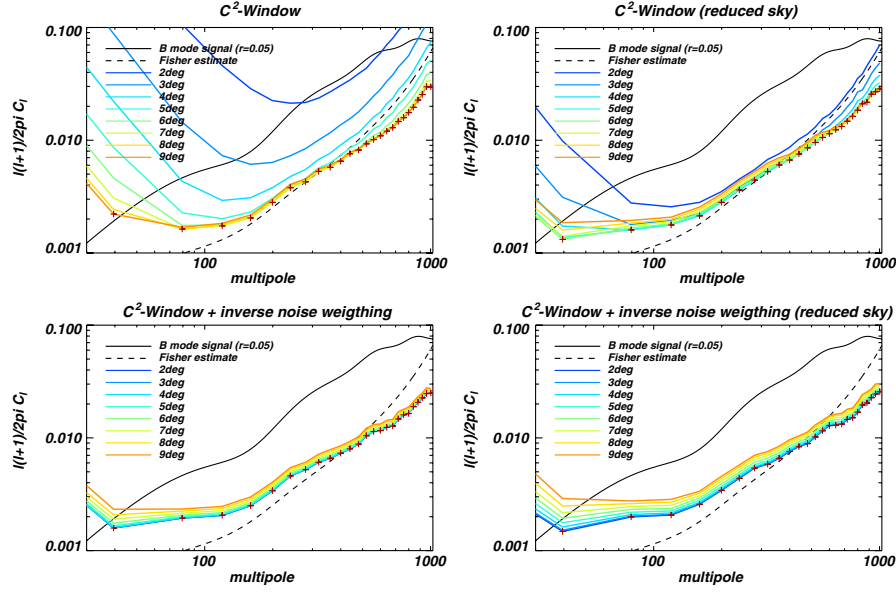 C²-Window
0.100
0.010
0.001
l(l+1)/2pi Cl
B mode signal (r=0.05)
Fisher estimate
2deg
3deg
4deg
5deg
6deg
7deg
8deg
9deg
100
1000
multipole
C²-Window (reduced sky)
0.100
0.010
0.001
l(l+1)/2pi Cl
B mode signal (r=0.05)
Fisher estimate
2deg
3deg
4deg
5deg
6deg
7deg
8deg
9deg
100
1000
multipole
C²-Window + inverse noise weigthing
0.100
0.010
0.001
l(l+1)/2pi Cl
B mode signal (r=0.05)
Fisher estimate
2deg
3deg
4deg
5deg
6deg
7deg
8deg
9deg
100
1000
multipole
C²-Window + inverse noise weigthing (reduced sky)
0.100
0.010
0.001
l(l+1)/2pi Cl
B mode signal (r=0.05)
Fisher estimate
2deg
3deg
4deg
5deg
6deg
7deg
8deg
9deg
100
1000
multipole